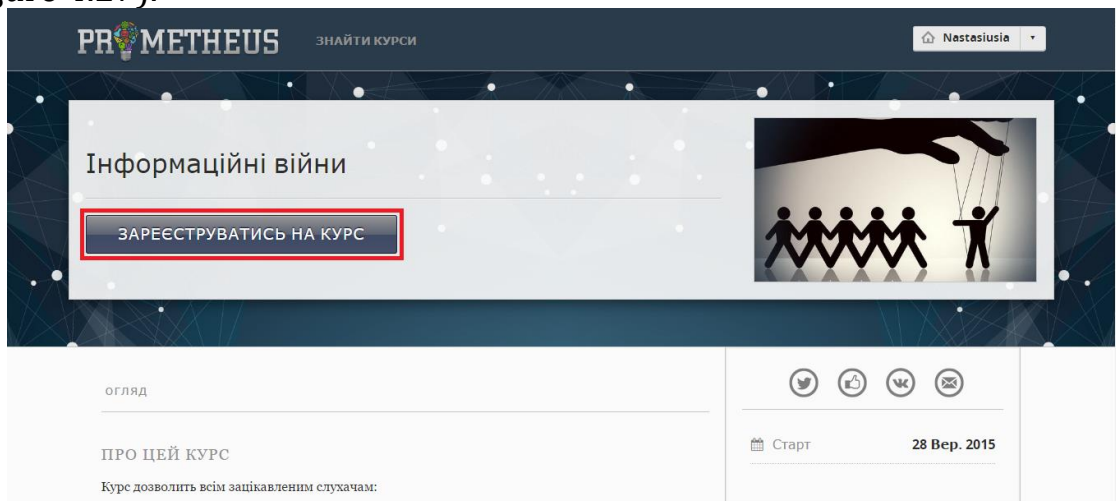 PROMETHEUS
ЗНАЙТИ КУРСИ
Nastasiusia
Інформаційні війни
ЗАРЕЄСТРУВАТИСЬ НА КУРС
ОГЛЯД
ПРО ЦЕЙ КУРС
Курс дозволить всім зацікавленим слухачам:
Старт 28 Вер. 2015